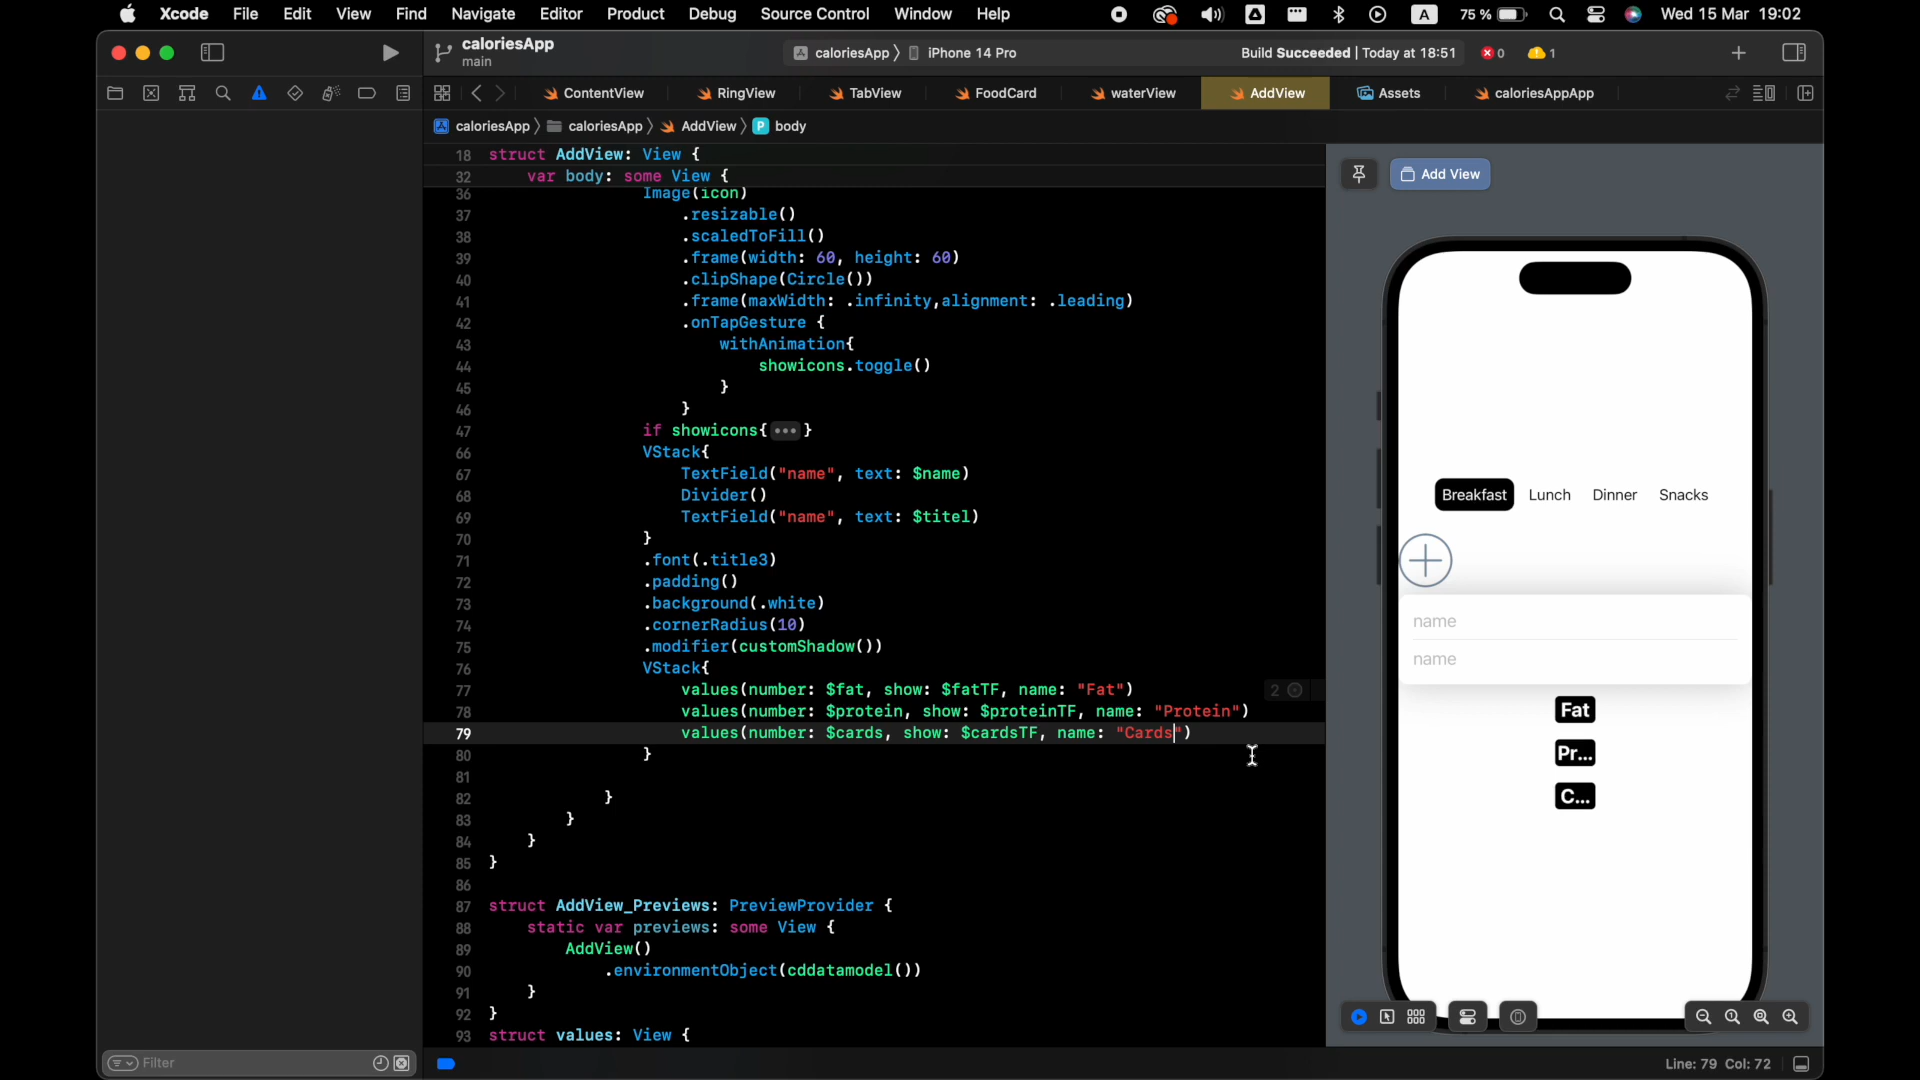 Xcode File Edit View Find Navigate Editor Product Debug Source Control Window Help A 75 % Wed 15 Mar 19:02
caloriesApp
main
caloriesApp iPhone 14 Pro Build Succeeded | Today at 18:51 0 1
ContentView RingView TabView FoodCard waterView AddView Assets caloriesAppApp
caloriesApp caloriesApp AddView P body
18 struct AddView: View {
32 var body: some View {
36 Image(icon)
37 .resizable()
38 .scaledToFill()
39 .frame(width: 60, height: 60)
40 .clipShape(Circle())
41 .frame(maxWidth: .infinity,alignment: .leading)
42 .onTapGesture {
43 withAnimation{
44 showicons.toggle()
45 }
46 }
47 if showicons{ ••• }
66 VStack{
67 TextField("name", text: $name)
68 Divider()
69 TextField("name", text: $titel)
70 }
71 .font(.title3)
72 .padding()
73 .background(.white)
74 .cornerRadius(10)
75 .modifier(customShadow())
76 VStack{
77 values(number: $fat, show: $fatTF, name: "Fat") 2
78 values(number: $protein, show: $proteinTF, name: "Protein")
79 values(number: $cards, show: $cardsTF, name: "Cards")
80 }
81
82 }
83 }
84 }
85 }
86
87 struct AddView_Previews: PreviewProvider {
88 static var previews: some View {
89 AddView()
90 .environmentObject(cddatamodel())
91 }
92 }
93 struct values: View {
Add View
Breakfast Lunch Dinner Snacks
name
name
Fat
Pr...
C...
Filter
Line: 79 Col: 72